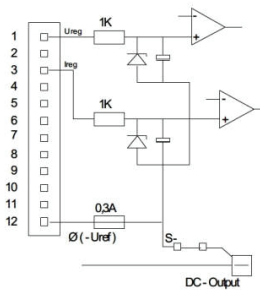 1K
1
Ureg
2
3
Ireg
4
1K
5
6
7
8
9
10
11
0,3A
12
Ø (-Uref)
S-
DC-Output
-
+
-
+